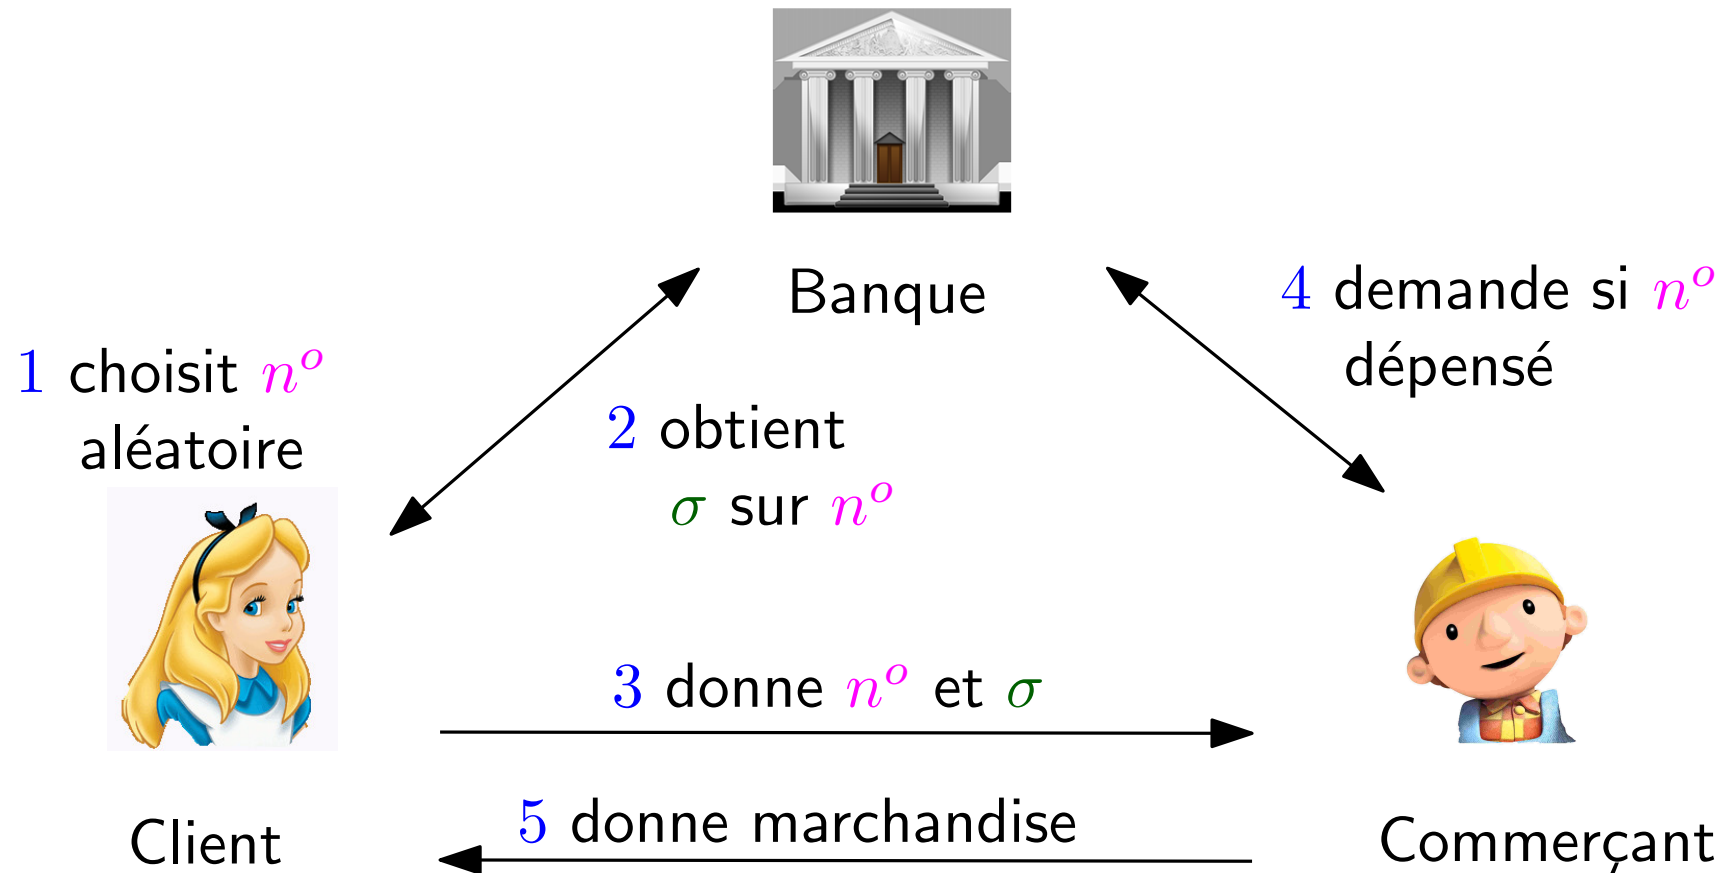 Banque
4 demande si nᵒ
dépensé
1 choisit nᵒ
aléatoire
2 obtient
σ sur nᵒ
3 donne nᵒ et σ
5 donne marchandise
Client
Commerçant